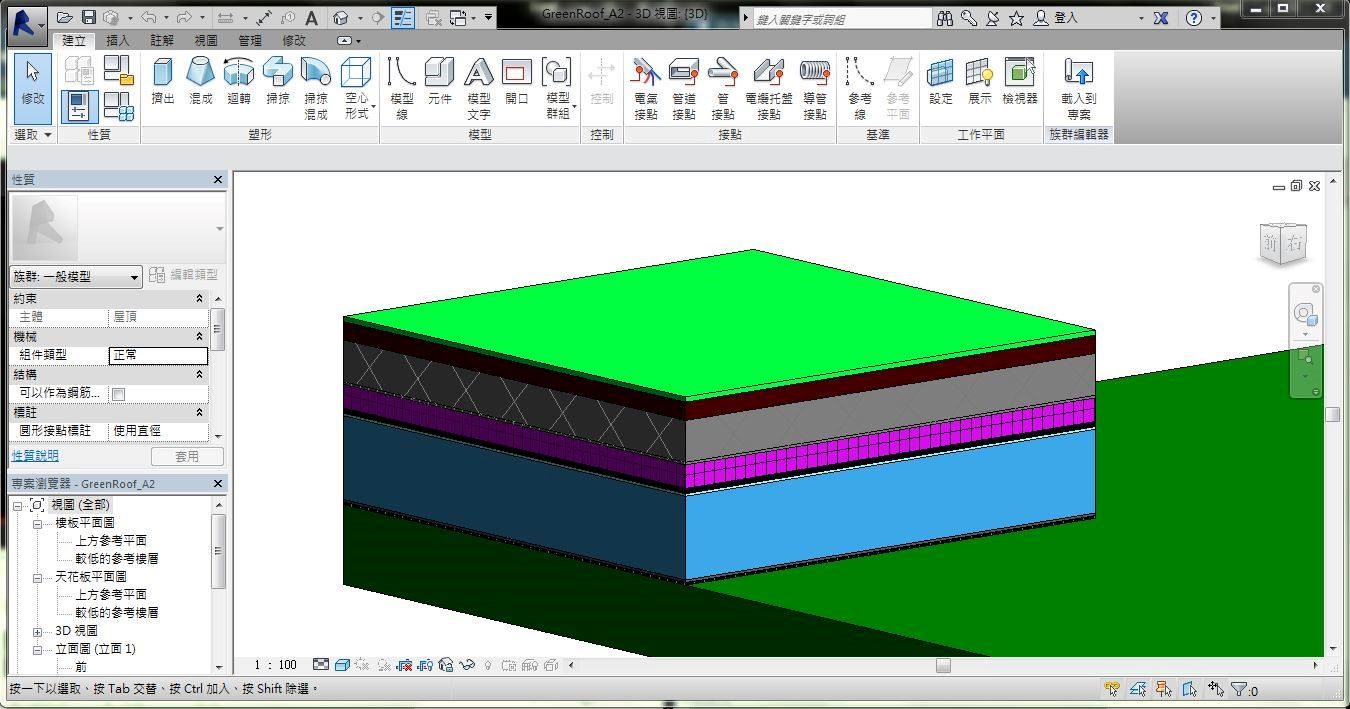 GreenRoof_A2 - 3D 視圖: {3D}
鍵入關鍵字或詞組
登入
建立 插入 註解 視圖 管理 修改
修改
擠出 混成 迴轉 掃掠 掃掠混成 空心形式
模型線 元件 模型文字 開口 模型群組
控制
電氣接點 管道接點 管接點 電纜托盤接點 導管接點
參考線 參考平面
設定 展示 檢視器
載入到專案
選取 性質 塑形 模型 控制 接點 基準 工作平面 族群編輯器
性質
族群: 一般模型 編輯類型
約束
主體 屋頂
機械
組件類型 正常
結構
可以作為鋼筋...
標註
圓形接點標註 使用直徑
性質說明 套用
專案瀏覽器 - GreenRoof_A2
視圖 (全部)
樓板平面圖
上方參考平面
較低的參考樓層
天花板平面圖
上方參考平面
較低的參考樓層
3D 視圖
立面圖 (立面 1)
前
前 右
1 : 100
按一下以選取、按 Tab 交替、按 Ctrl 加入、按 Shift 除選。
:0